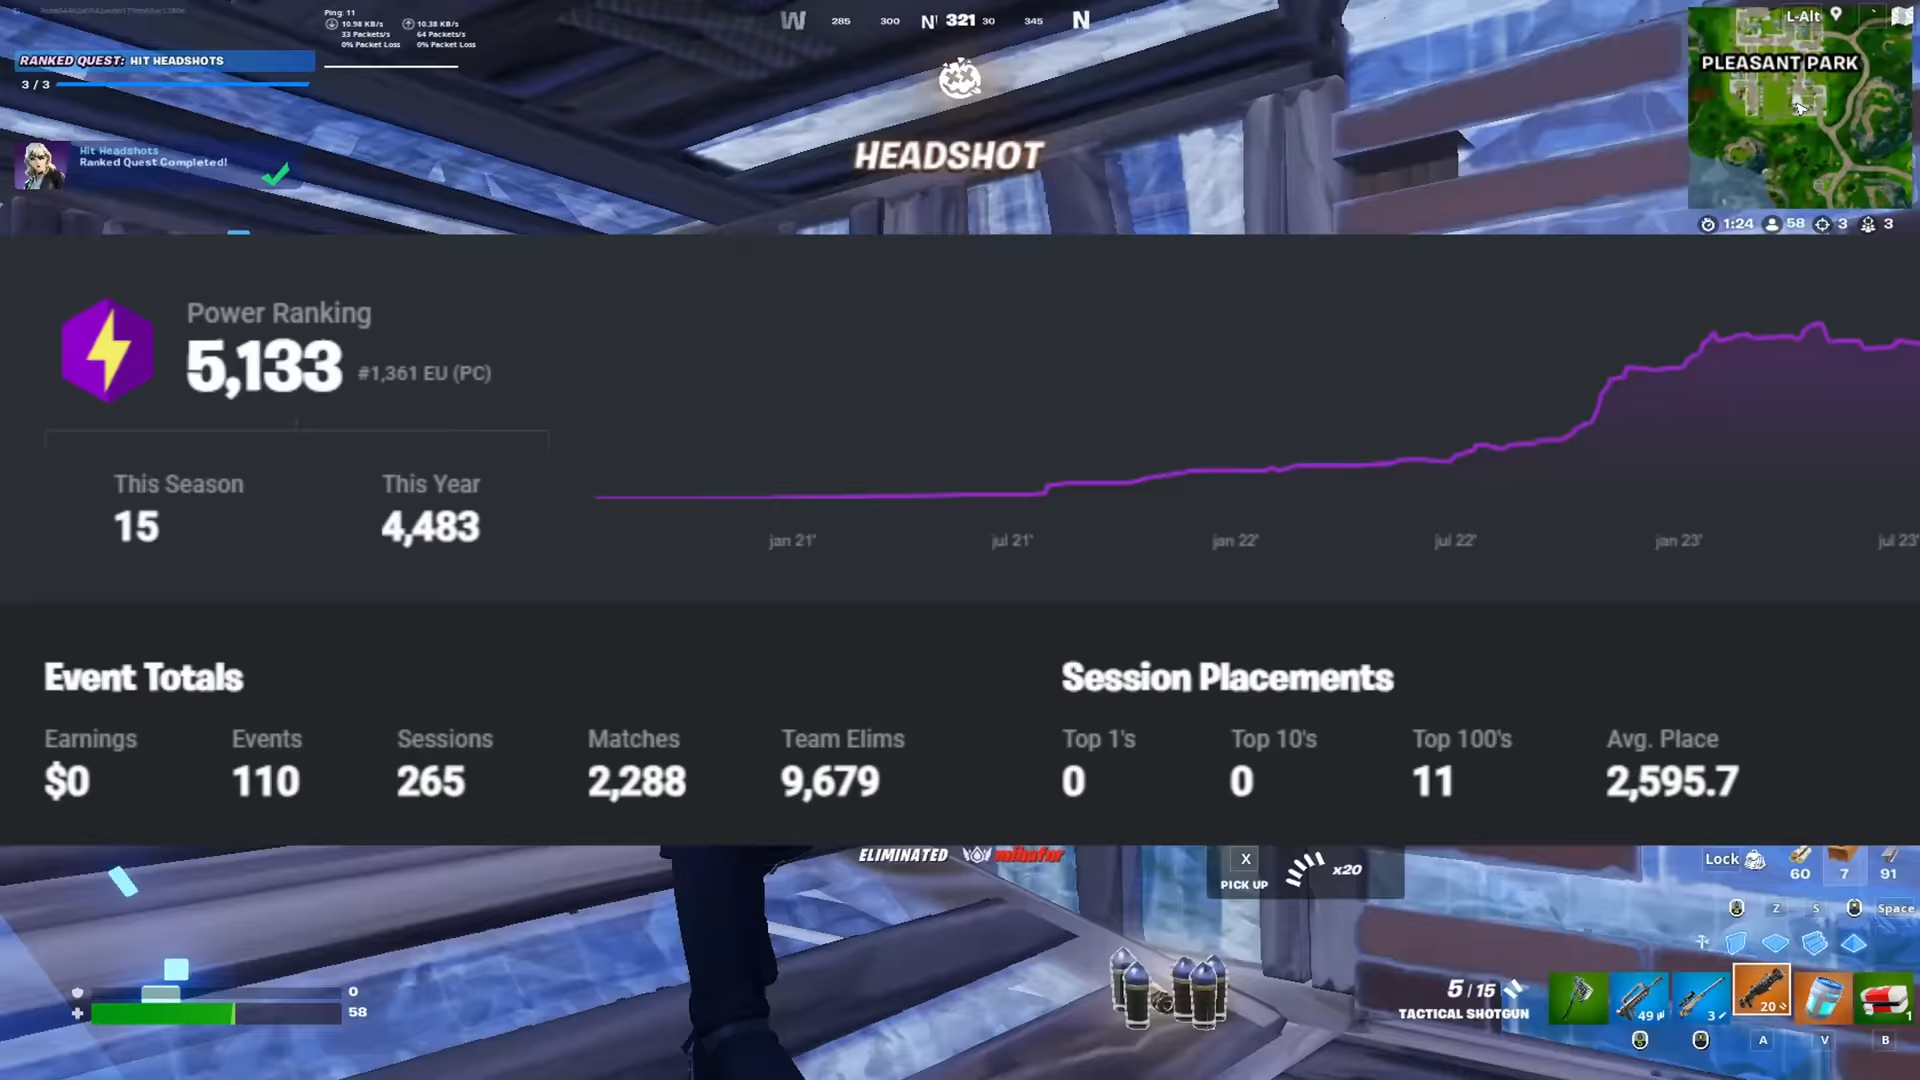 Ping: 11
10.98 KB/s 10.38 KB/s
33 Packets/s 64 Packets/s
0% Packet Loss 0% Packet Loss
W 285 300 N 321 30 345 N
L-Alt
RANKED QUEST: HIT HEADSHOTS
3 / 3
Hit Headshots
Ranked Quest Completed!
HEADSHOT
PLEASANT PARK
1:24 58 3 3
Power Ranking
5,133 #1,361 EU (PC)
This Season This Year
15 4,483
jan 21' jul 21' jan 22' jul 22' jan 23' jul 23'
Event Totals
Earnings Events Sessions Matches Team Elims
$0 110 265 2,288 9,679
Session Placements
Top 1's Top 10's Top 100's Avg. Place
0 0 11 2,595.7
ELIMINATED mihafor
X
PICK UP x20
Lock
60 7 91
Z S Space
0
58
5 / 15
TACTICAL SHOTGUN
49 3 20 1
A V B